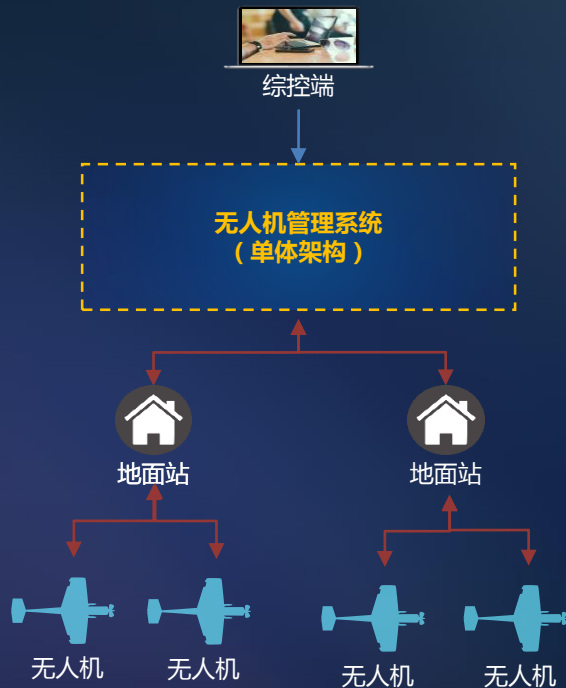 综控端
无人机管理系统
（单体架构）
地面站
地面站
无人机
无人机
无人机
无人机